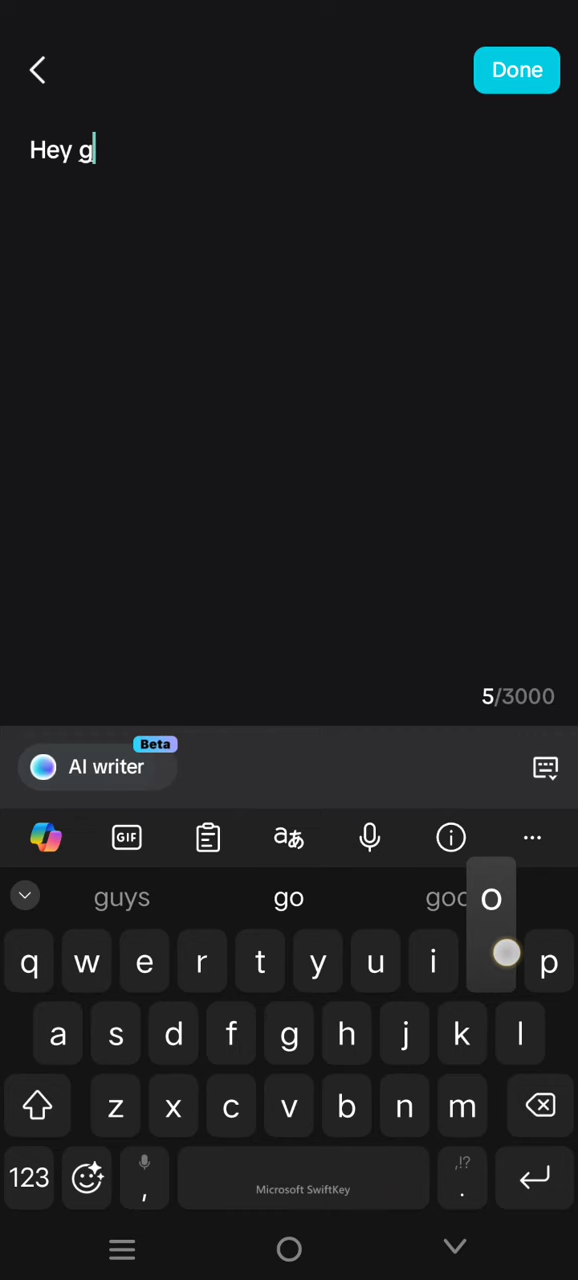 Done
Hey g
5/3000
Beta
AI writer
GIF
aあ
guys go
o
q w e r t y u i p
a s d f g h j k l
z x c v b n m
123 , Microsoft SwiftKey ,!? .